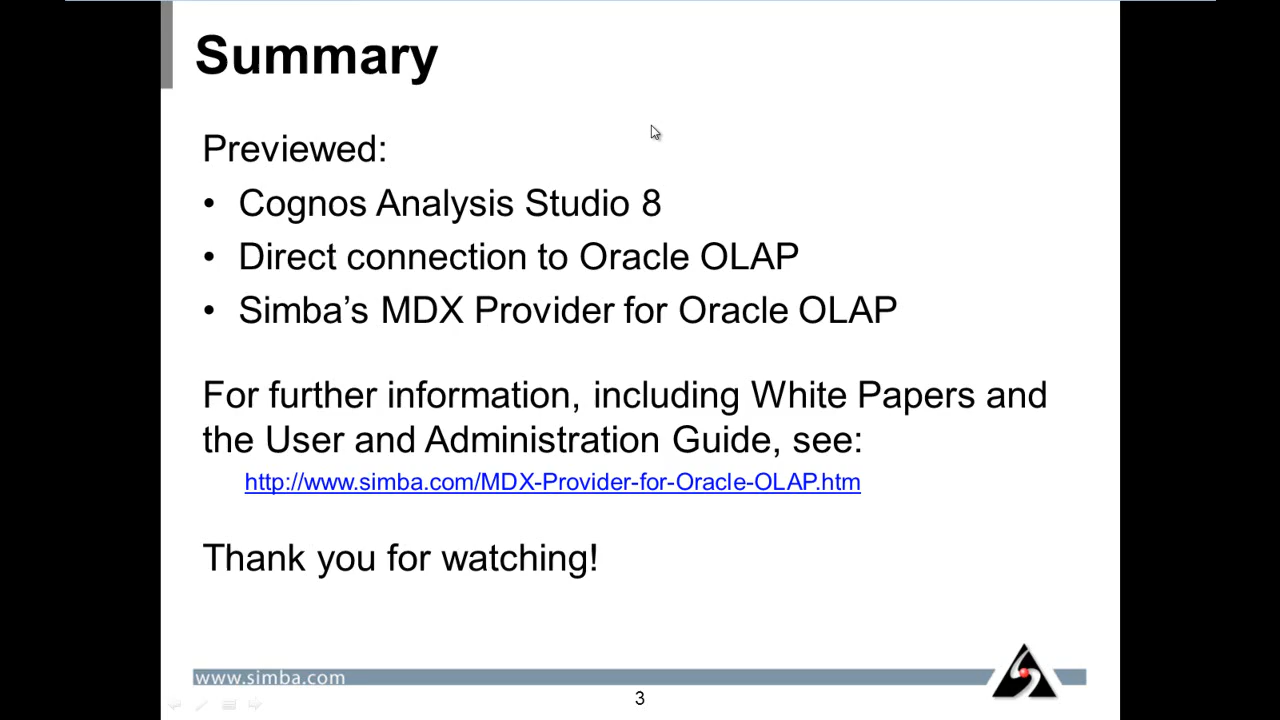 Summary
Previewed:
• Cognos Analysis Studio 8
• Direct connection to Oracle OLAP
• Simba's MDX Provider for Oracle OLAP
For further information, including White Papers and
the User and Administration Guide, see:
http://www.simba.com/MDX-Provider-for-Oracle-OLAP.htm
Thank you for watching!
www.simba.com
3